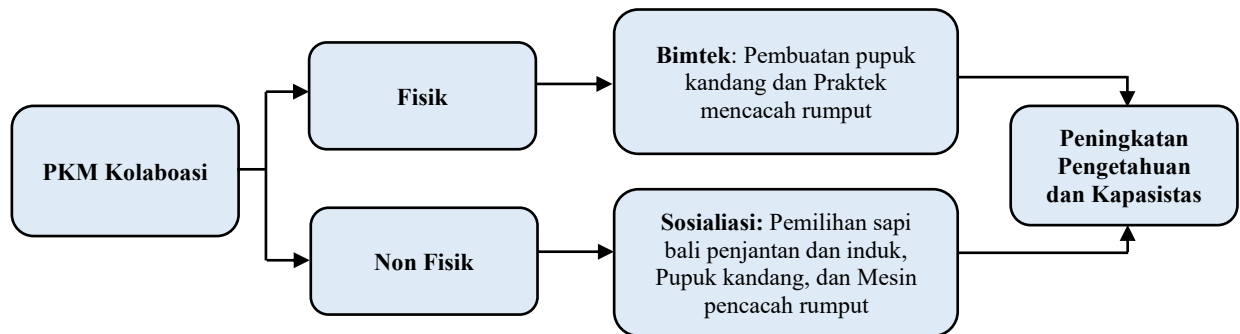 PKM Kolaboasi
Fisik
Bimtek: Pembuatan pupuk
kandang dan Praktek
mencacah rumput
Non Fisik
Sosialiasi: Pemilihan sapi
bali penjantan dan induk,
Pupuk kandang, dan Mesin
pencacah rumput
Peningkatan
Pengetahuan
dan Kapasistas